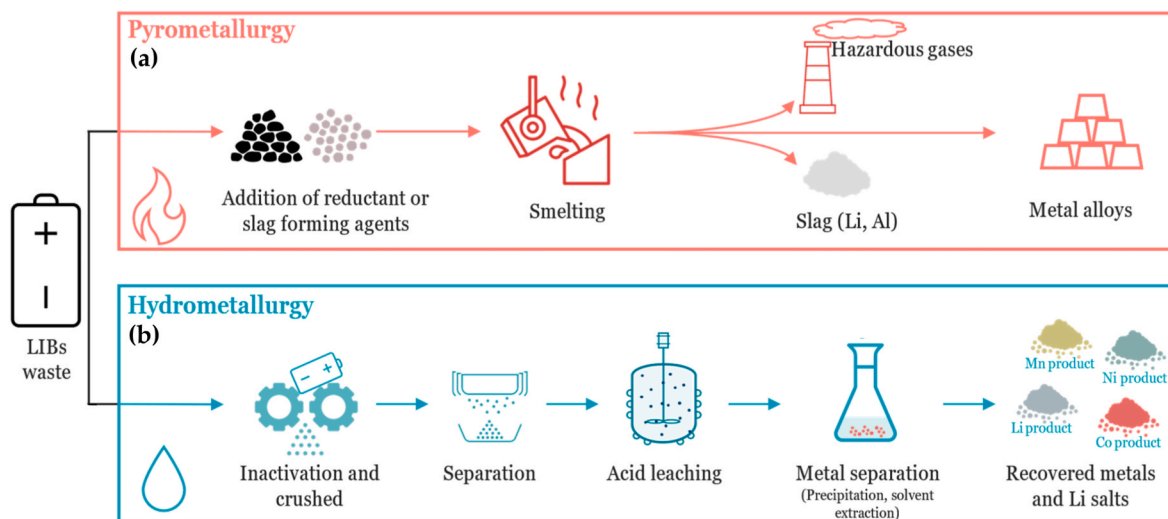 Pyrometallurgy
(a)
Hazardous gases
Addition of reductant or
slag forming agents
Smelting
Slag (Li, Al)
Metal alloys
+
−
LIBs
waste
Hydrometallurgy
(b)
+ −
Mn product
Ni product
Li product
Co product
Inactivation and
crushed
Separation
Acid leaching
Metal separation
(Precipitation, solvent
extraction)
Recovered metals
and Li salts